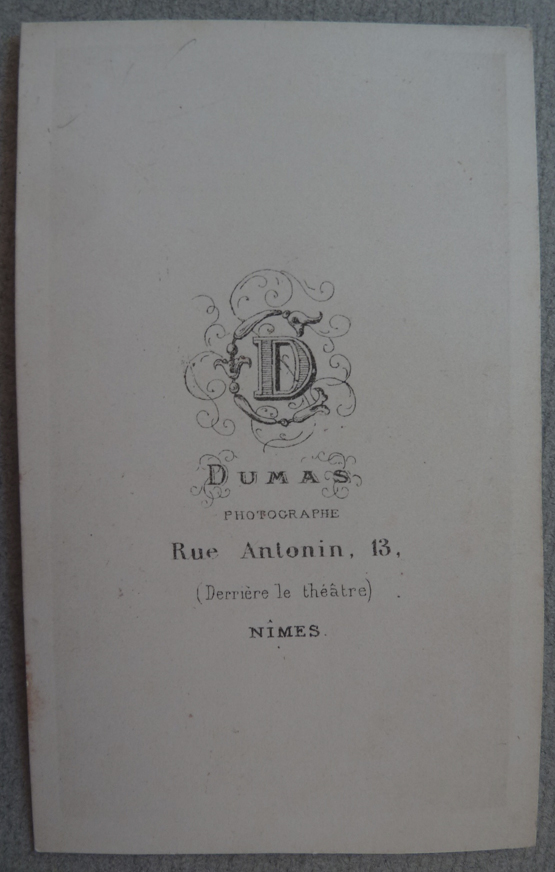 D
DUMAS
PHOTOGRAPHE
Rue Antonin, 13,
(Derrière le théâtre)
NÎMES.